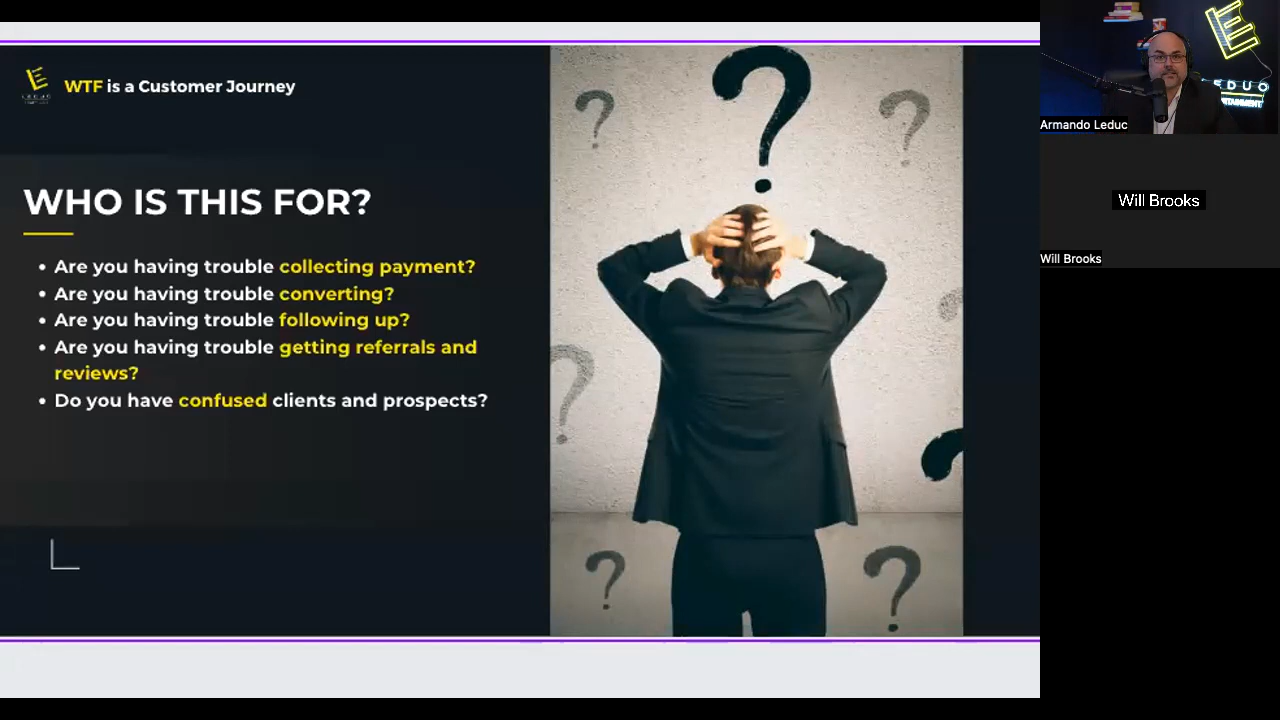 WTF is a Customer Journey
WHO IS THIS FOR?
• Are you having trouble collecting payment?
• Are you having trouble converting?
• Are you having trouble following up?
• Are you having trouble getting referrals and
reviews?
• Do you have confused clients and prospects?
Armando Leduc
Will Brooks
Will Brooks